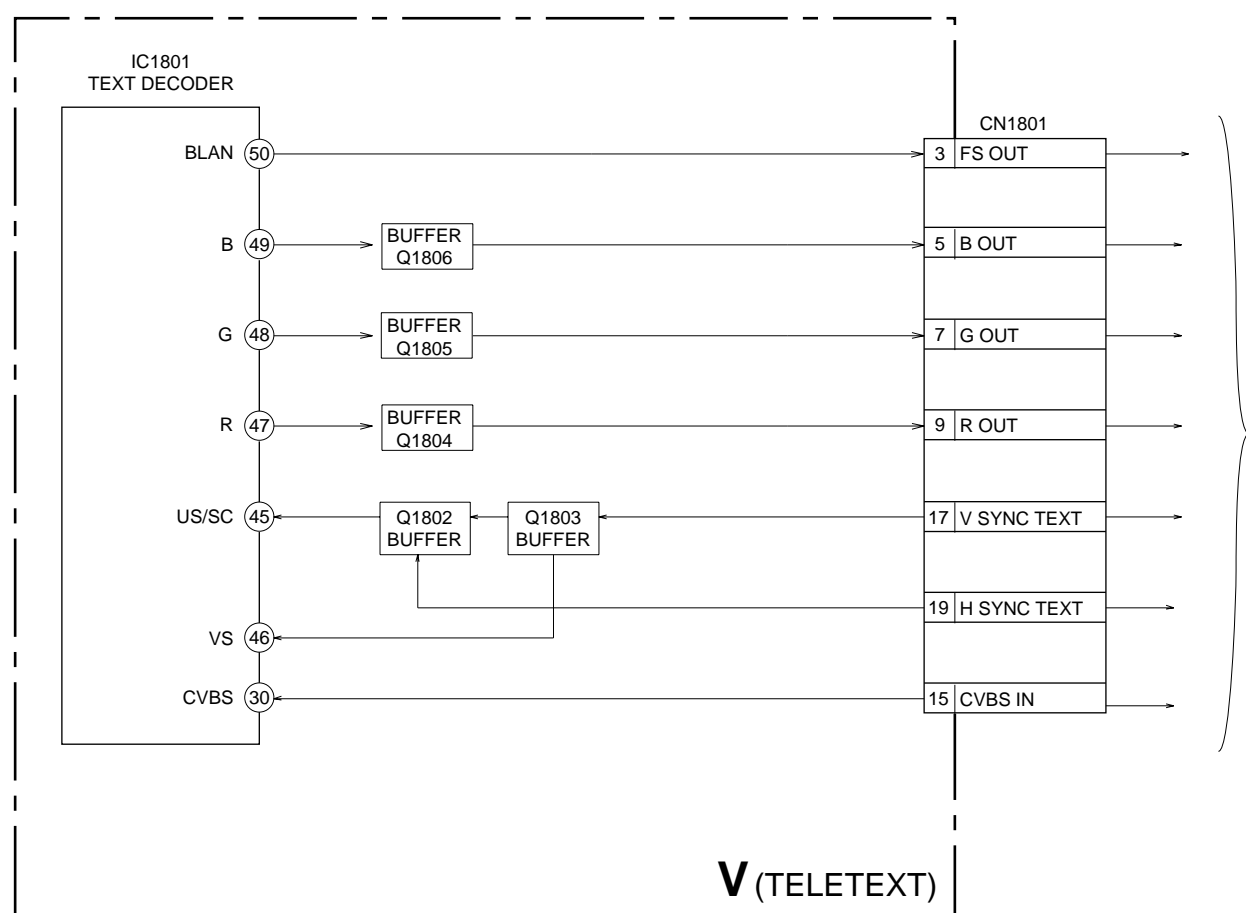 IC1801
TEXT DECODER
CN1801
BLAN 50
3 FS OUT
B 49
BUFFER
Q1806
5 B OUT
G 48
BUFFER
Q1805
7 G OUT
R 47
BUFFER
Q1804
9 R OUT
US/SC 45
Q1802
BUFFER
Q1803
BUFFER
17 V SYNC TEXT
19 H SYNC TEXT
VS 46
CVBS 30
15 CVBS IN
V (TELETEXT)